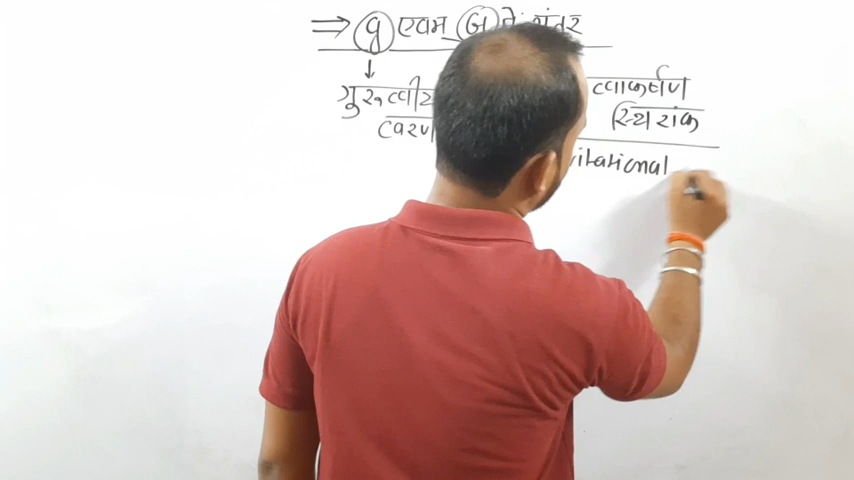 ⇒ g एवम G में अंतर
↓
गुरुत्वीय
त्वरण
त्वाकर्षण
स्थिरांक
itational